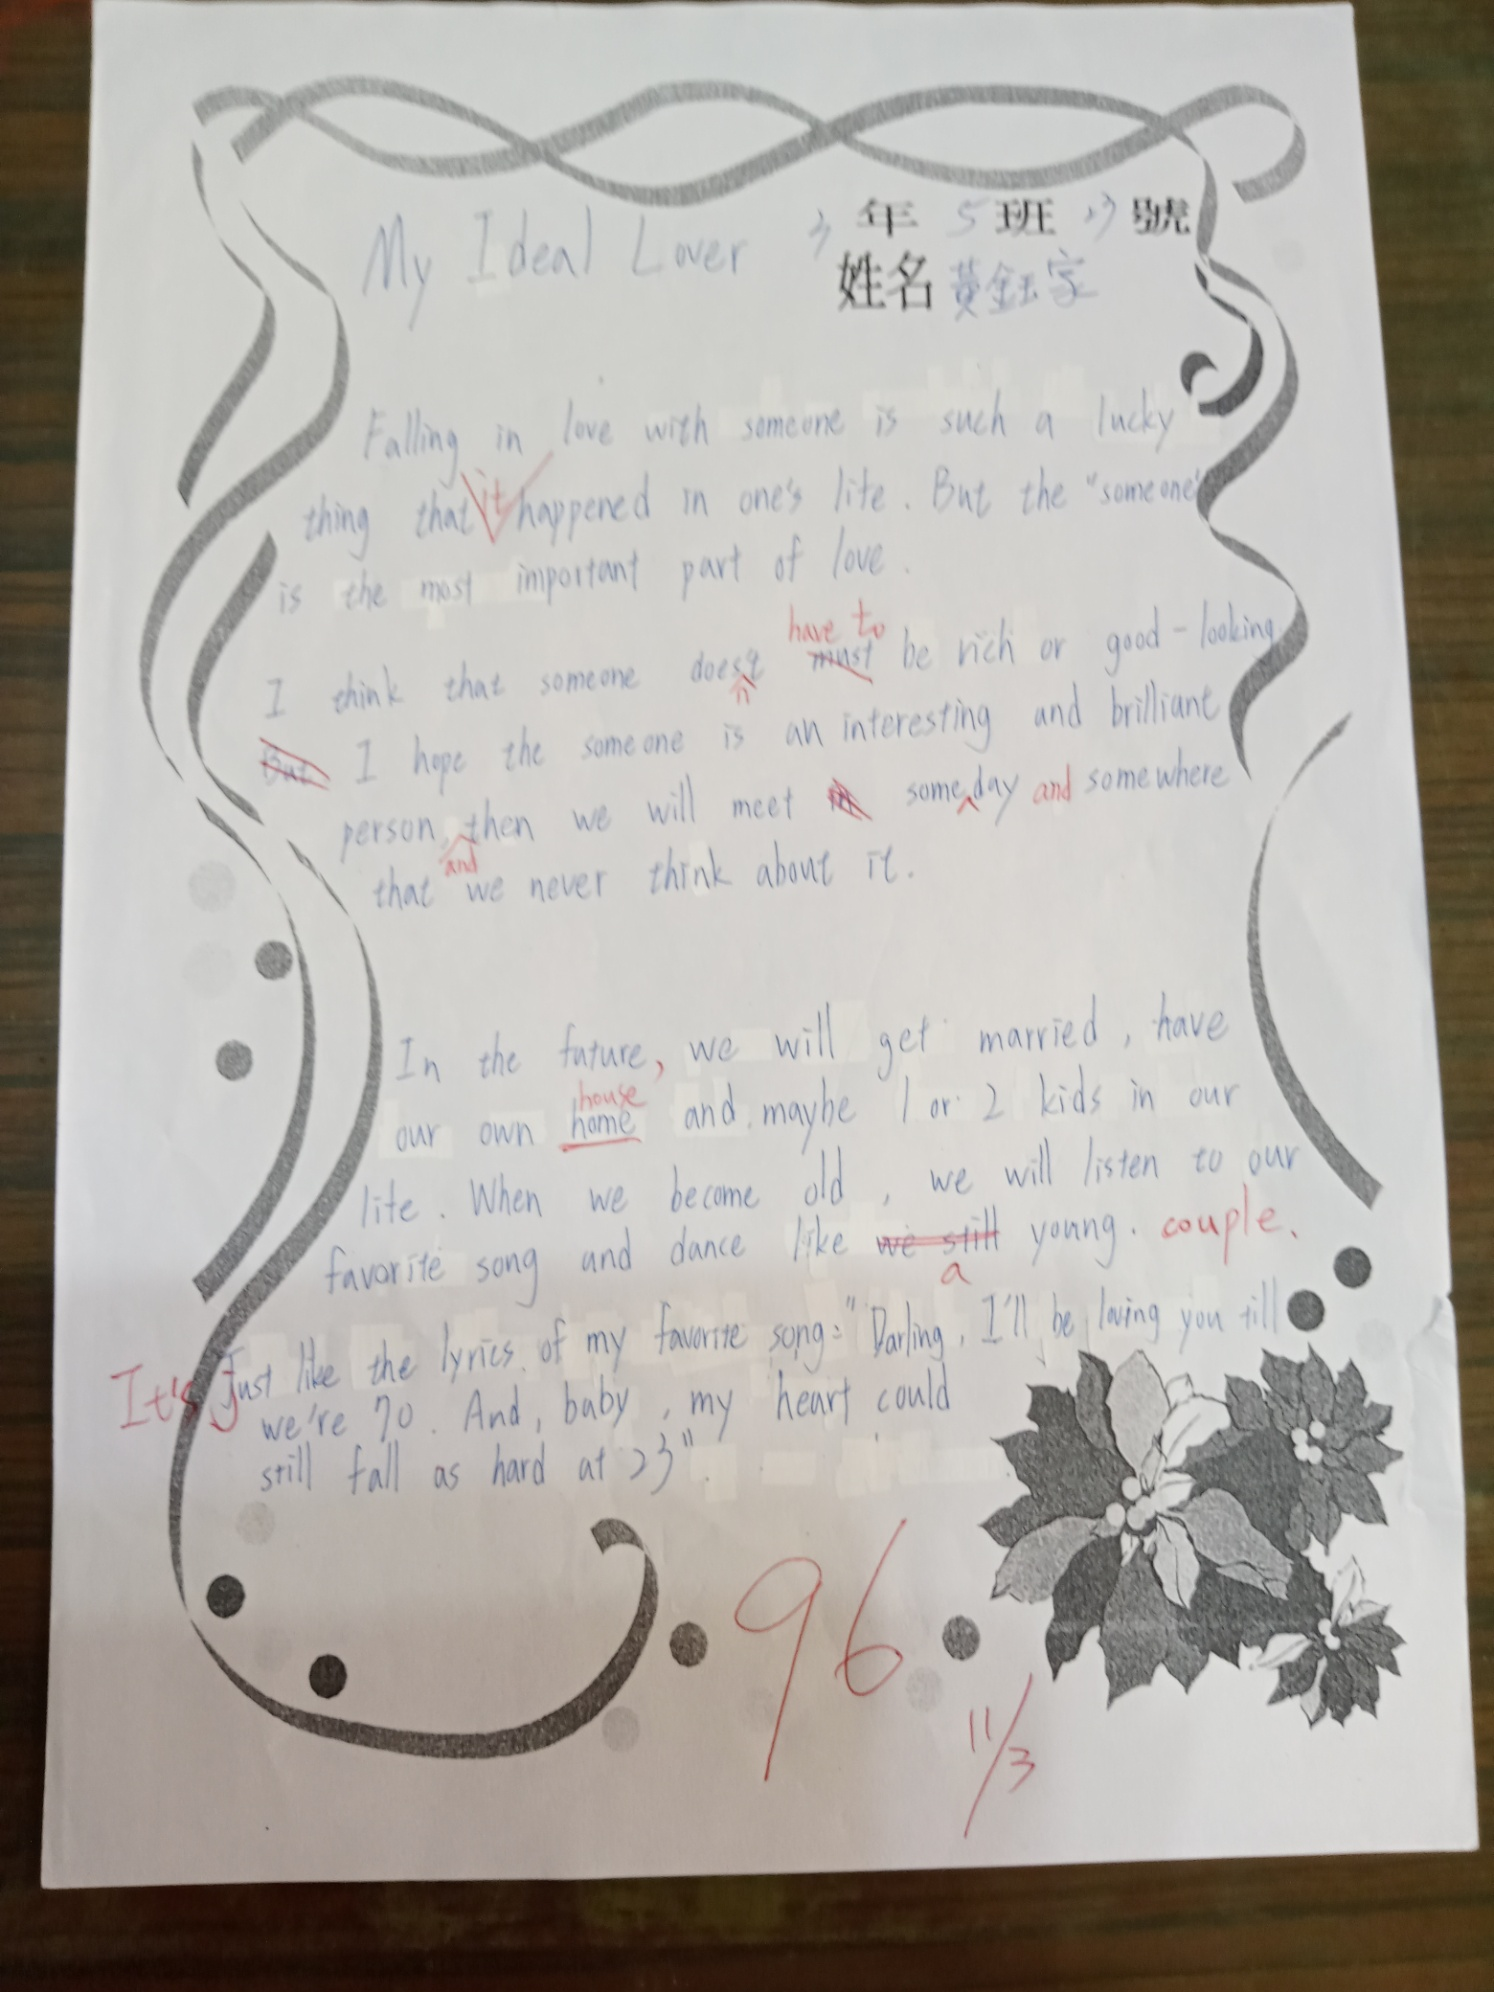 My Ideal Lover 3 年 5 班 23 號
姓名 黃鈺家
Falling in love with someone is such a lucky
thing that it happened in one's life. But the "someone"
is the most important part of love.
have to
I think that someone does't must be rich or good-looking
n
But I hope the someone is an interesting and brilliant
person, then we will meet in some day and somewhere
and
that we never think about it.
In the future, we will get married, have
house
our own home and maybe 1 or 2 kids in our
life. When we become old, we will listen to our
favorite song and dance like we still young. couple.
a
It's Just like the lyrics of my favorite song: "Darling, I'll be loving you till
we're 70. And, baby, my heart could
still fall as hard at 23".
96
11/3